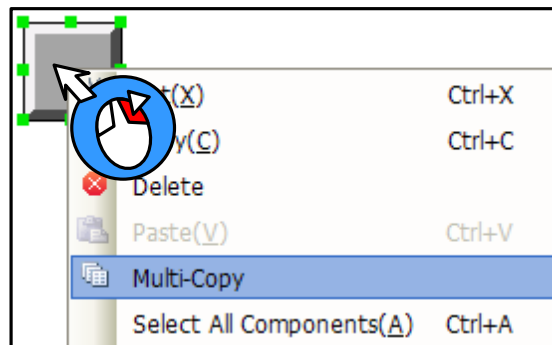 (X) Ctrl+X
y(C) Ctrl+C
Delete
Paste(V) Ctrl+V
Multi-Copy
Select All Components(A) Ctrl+A